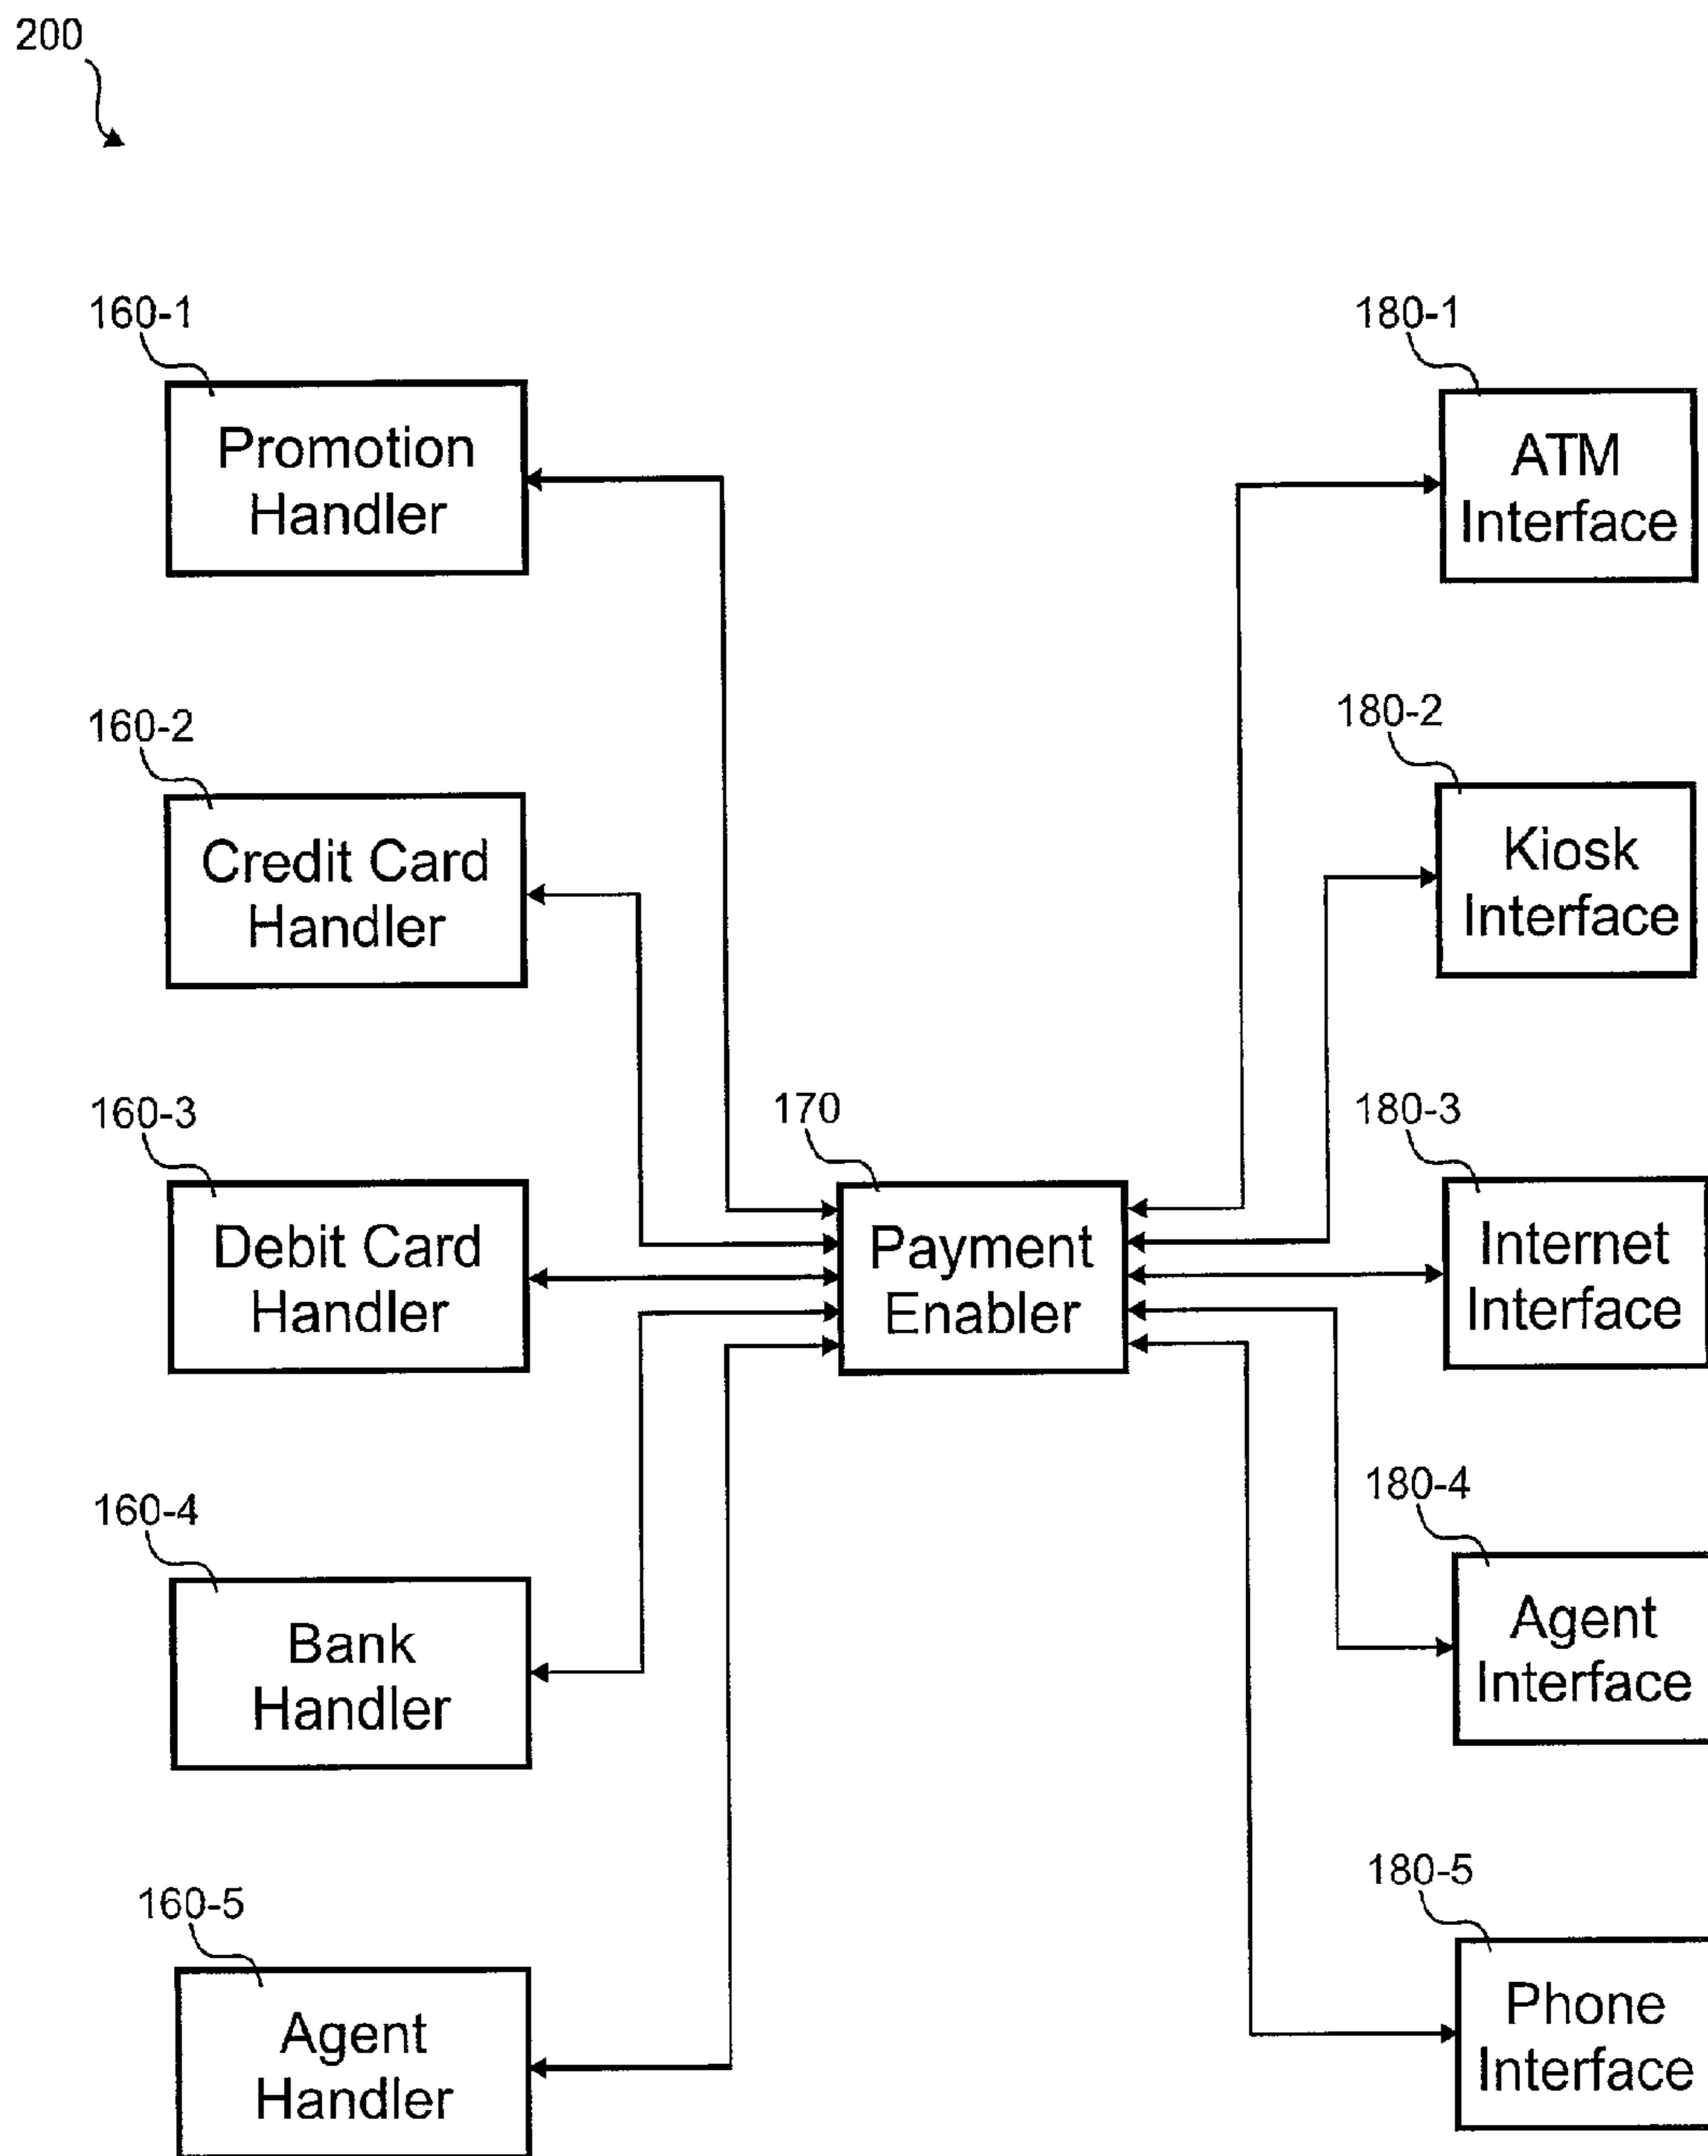 200
160-1
Promotion
Handler
180-1
ATM
Interface
160-2
Credit Card
Handler
180-2
Kiosk
Interface
160-3
Debit Card
Handler
170
Payment
Enabler
180-3
Internet
Interface
160-4
Bank
Handler
180-4
Agent
Interface
160-5
Agent
Handler
180-5
Phone
Interface